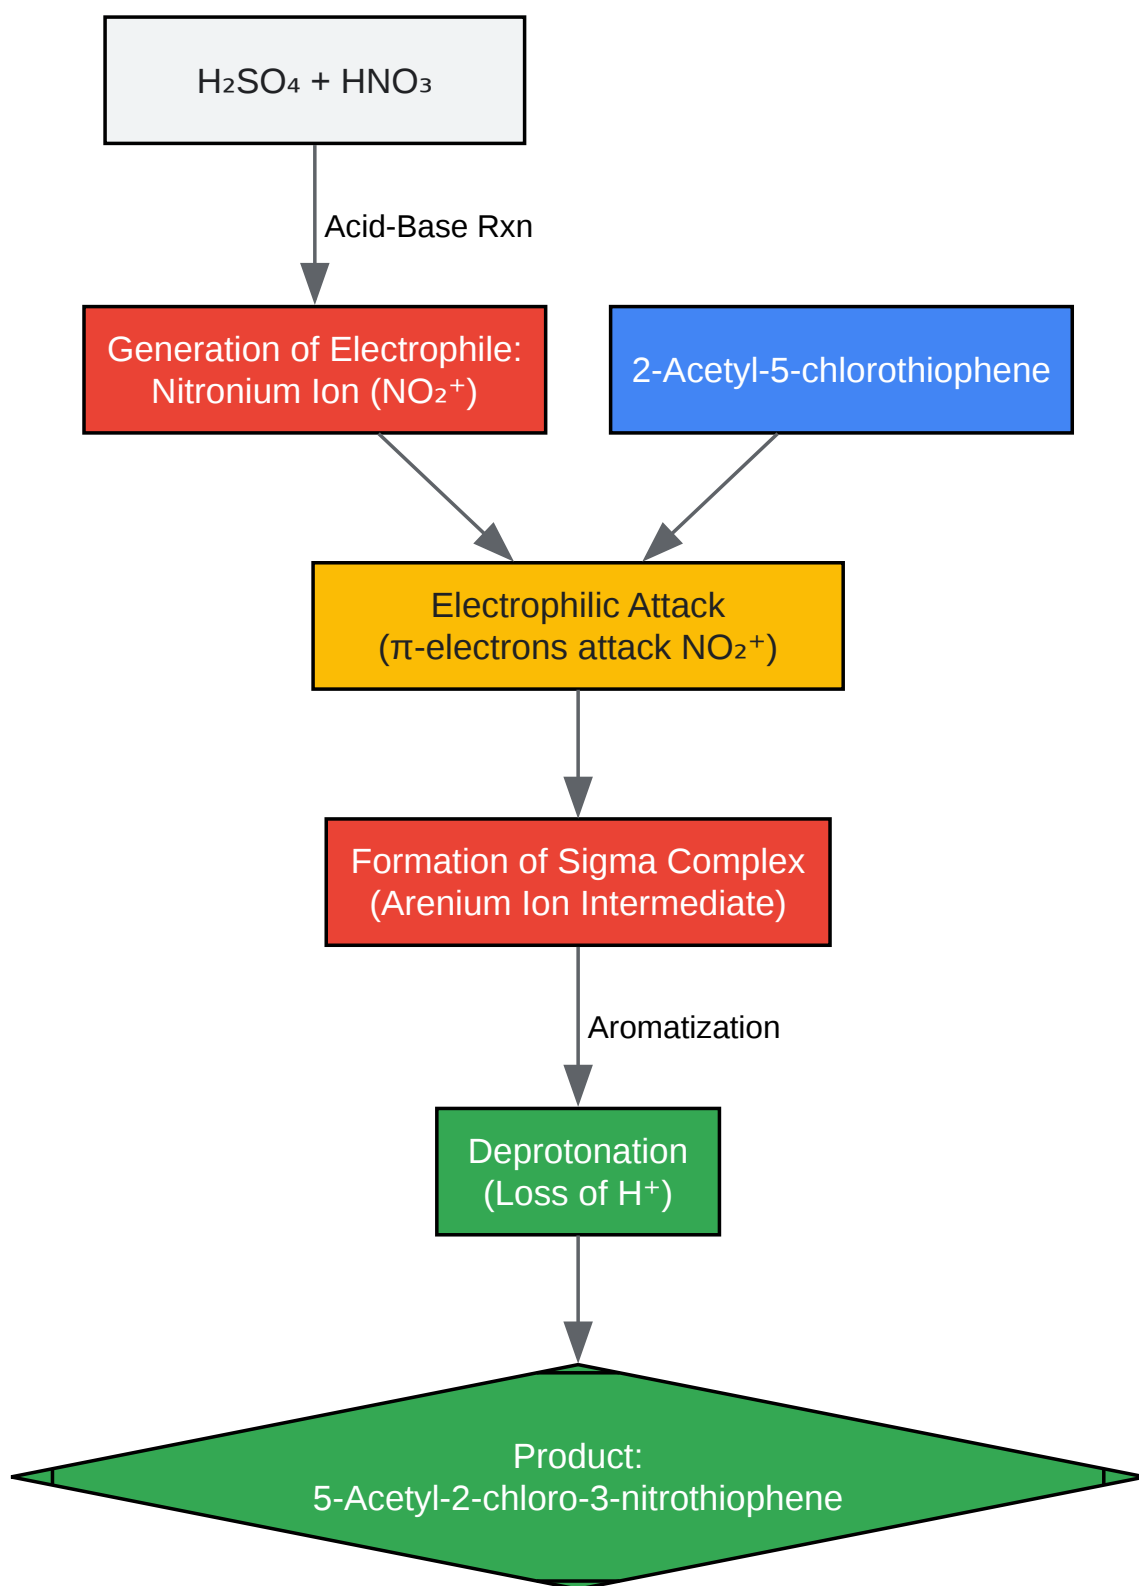 H₂SO₄ + HNO₃
Acid-Base Rxn
Generation of Electrophile:
Nitronium Ion (NO₂⁺)
2-Acetyl-5-chlorothiophene
Electrophilic Attack
(π-electrons attack NO₂⁺)
Formation of Sigma Complex
(Arenium Ion Intermediate)
Aromatization
Deprotonation
(Loss of H⁺)
Product:
5-Acetyl-2-chloro-3-nitrothiophene